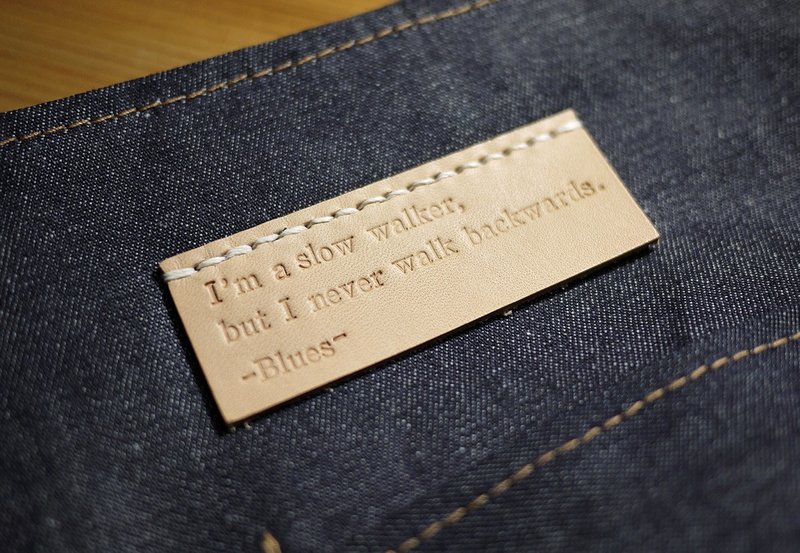 I'm a slow walker,
but I never walk backwards.
-Blues-